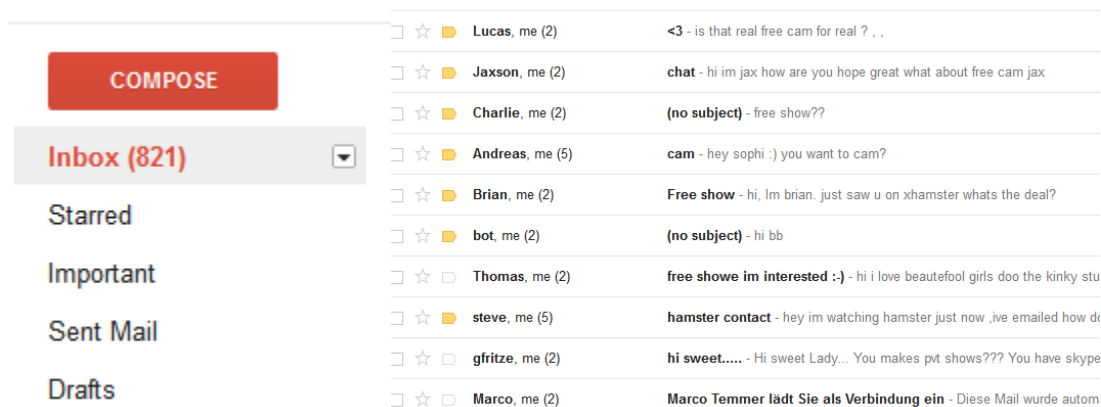 COMPOSE
Inbox (821)
Starred
Important
Sent Mail
Drafts
Lucas, me (2) <3 - is that real free cam for real ? , ,
Jaxson, me (2) chat - hi im jax how are you hope great what about free cam jax
Charlie, me (2) (no subject) - free show??
Andreas, me (5) cam - hey sophi :) you want to cam?
Brian, me (2) Free show - hi, Im brian. just saw u on xhamster whats the deal?
bot, me (2) (no subject) - hi bb
Thomas, me (2) free showe im interested :-) - hi i love beautefool girls doo the kinky stu
steve, me (5) hamster contact - hey im watching hamster just now ,ive emailed how do
gfritze, me (2) hi sweet..... - Hi sweet Lady... You makes pvt shows??? You have skype
Marco, me (2) Marco Temmer lädt Sie als Verbindung ein - Diese Mail wurde autom